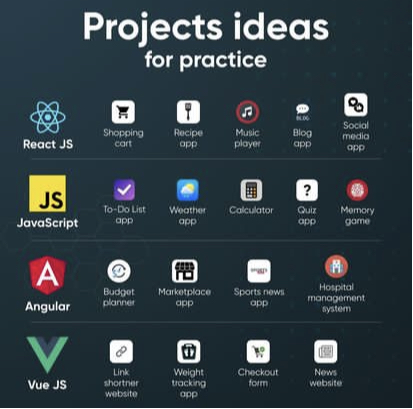 Projects ideas
for practice
React JS
Shopping
cart
Recipe
app
Music
player
BLOG
Blog
app
Social
media
app
JS
JavaScript
To-Do List
app
Weather
app
Calculator
?
Quiz
app
Memory
game
A
Angular
Budget
planner
Marketplace
app
SPORTS
Sports news
app
Hospital
management
system
Vue JS
Link
shortner
website
Weight
tracking
app
Checkout
form
News
website